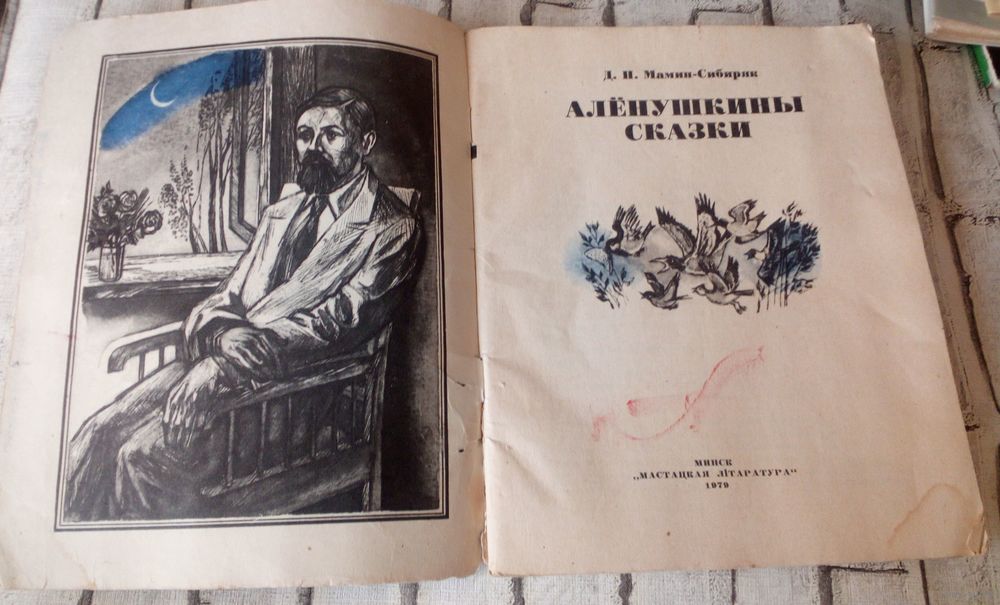 Д. Н. Мамин-Сибиряк
АЛЁНУШКИНЫ
СКАЗКИ
МИНСК
„МАСТАЦКАЯ ЛІТАРАТУРА“
1979